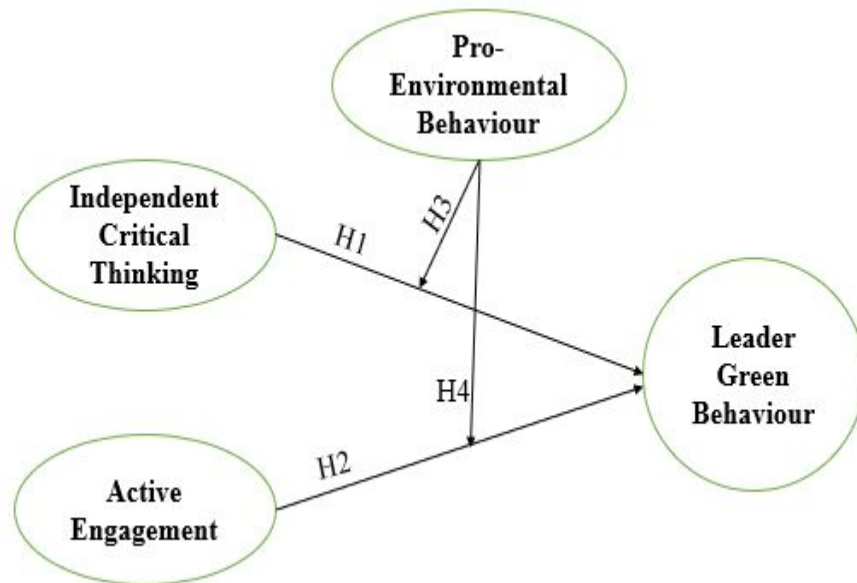 Pro-
Environmental
Behaviour
Independent
Critical
Thinking
H1
H3
Leader
Green
Behaviour
H4
H2
Active
Engagement